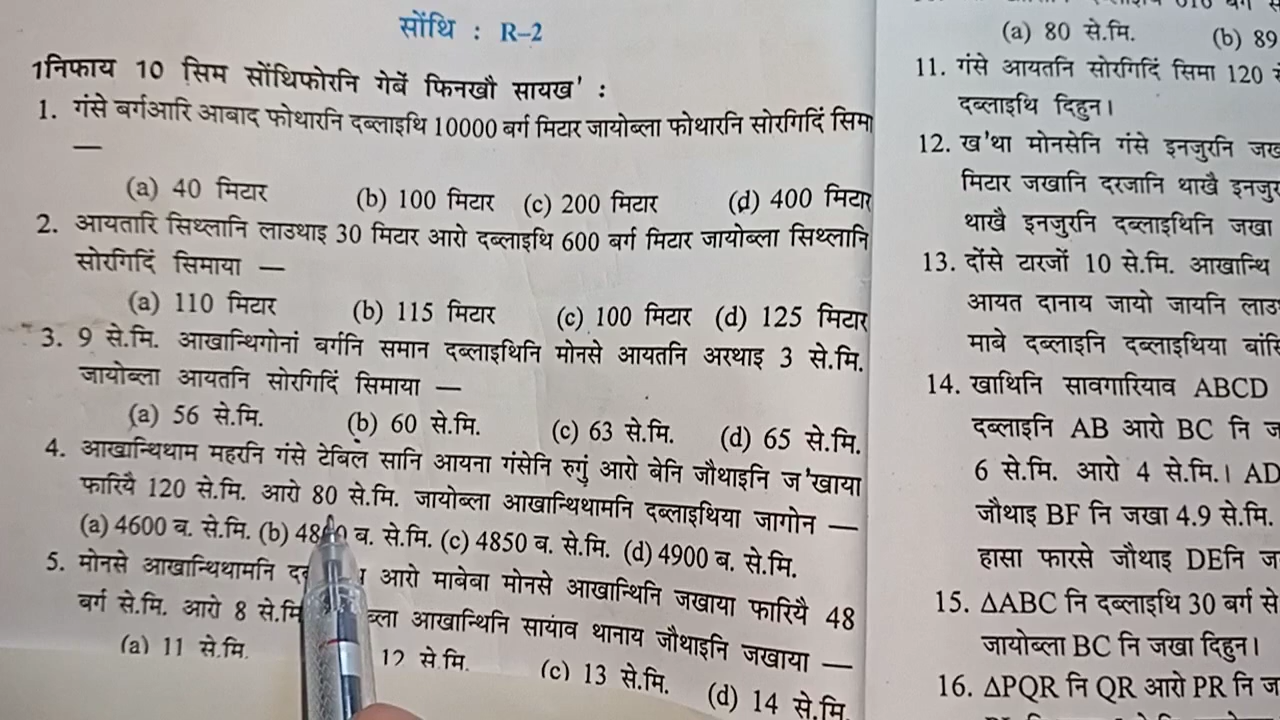 सोंथि : R–2
1निफाय 10 सिम सोंथिफोरनि गेबें फिनखौ सायख' :
1. गंसे बर्गआरि आबाद फोथारनि दब्लाइथि 10000 बर्ग मिटार जायोब्ला फोथारनि सोरगिदिं सिमा
—
(a) 40 मिटार (b) 100 मिटार (c) 200 मिटार (d) 400 मिटार
2. आयतारि सिथ्लानि लाउथाइ 30 मिटार आरो दब्लाइथि 600 बर्ग मिटार जायोब्ला सिथ्लानि
सोरगिदिं सिमाया —
(a) 110 मिटार (b) 115 मिटार (c) 100 मिटार (d) 125 मिटार
3. 9 से.मि. आखान्थिगोनां बर्गनि समान दब्लाइथिनि मोनसे आयतनि अरथाइ 3 से.मि.
जायोब्ला आयतनि सोरगिदिं सिमाया —
(a) 56 से.मि. (b) 60 से.मि. (c) 63 से.मि. (d) 65 से.मि.
4. आखान्थिथाम महरनि गंसे टेबिल सानि आयना गंसेनि रुगुं आरो बेनि जौथाइनि ज'खाया
फारियै 120 से.मि. आरो 80 से.मि. जायोब्ला आखान्थिथामनि दब्लाइथिया जागोन —
(a) 4600 ब. से.मि. (b) ब. से.मि. (c) 4850 ब. से.मि. (d) 4900 ब. से.मि.
5. मोनसे आखान्थिथामनि आरो माबेबा मोनसे आखान्थिनि जखाया फारियै 48
बर्ग से.मि. आरो 8 आखान्थिनि सायाव थानाय जौथाइनि जखाया —
(a) 11 से.मि. 12 से.मि. (c) 13 से.मि. (d) 14 से.मि.
(a) 80 से.मि. (b) 89
11. गंसे आयतनि सोरगिदिं सिमा 120
दब्लाइथि दिहुन।
12. ख'था मोनसेनि गंसे इनजुरनि
मिटार जखानि दरजानि थाखै
थाखै इनजुरनि दब्लाइथिनि जखा
13. दोंसे टारजों 10 से.मि. आखान्थि
आयत दानाय जायो जायनि
माबे दब्लाइनि दब्लाइथिया
14. खाथिनि सावगारियाव ABCD
दब्लाइनि AB आरो BC नि
6 से.मि. आरो 4 से.मि.। AD
जौथाइ BF नि जखा 4.9 से.मि.
हासा फारसे जौथाइ DEनि
15. ΔABC नि दब्लाइथि 30 बर्ग से
जायोब्ला BC नि जखा दिहुन।
16. ΔPQR नि QR आरो PR नि